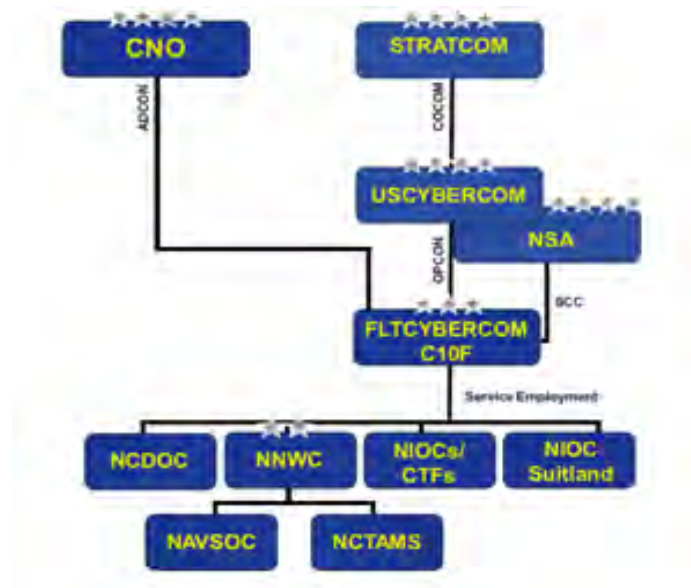 CNO
STRATCOM
ADCON
COCOM
USCYBERCOM
NSA
OPCON
SCC
FLTCYBERCOM
C10F
Service Employment
NCDOC
NNWC
NIOCs/
CTFs
NIOC
Suitland
NAVSOC
NCTAMS